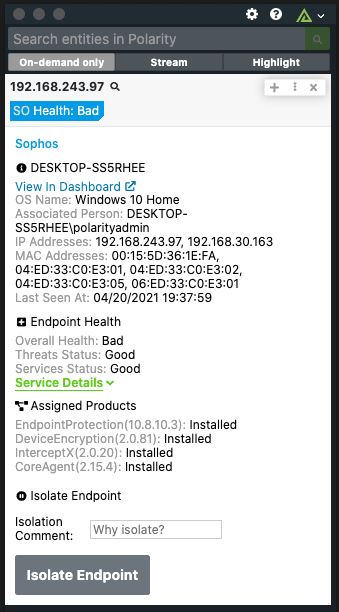 Search entities in Polarity
On-demand only
Stream
Highlight
192.168.243.97
SO Health: Bad
Sophos
DESKTOP-SS5RHEE
View In Dashboard
OS Name: Windows 10 Home
Associated Person: DESKTOP-
SS5RHEE\polarityadmin
IP Addresses: 192.168.243.97, 192.168.30.163
MAC Addresses: 00:15:5D:36:1E:FA,
04:ED:33:C0:E3:01, 04:ED:33:C0:E3:02,
04:ED:33:C0:E3:05, 06:ED:33:C0:E3:01
Last Seen At: 04/20/2021 19:37:59
Endpoint Health
Overall Health: Bad
Threats Status: Good
Services Status: Good
Service Details
Assigned Products
EndpointProtection(10.8.10.3): Installed
DeviceEncryption(2.0.81): Installed
InterceptX(2.0.20): Installed
CoreAgent(2.15.4): Installed
Isolate Endpoint
Isolation
Comment:
Why isolate?
Isolate Endpoint